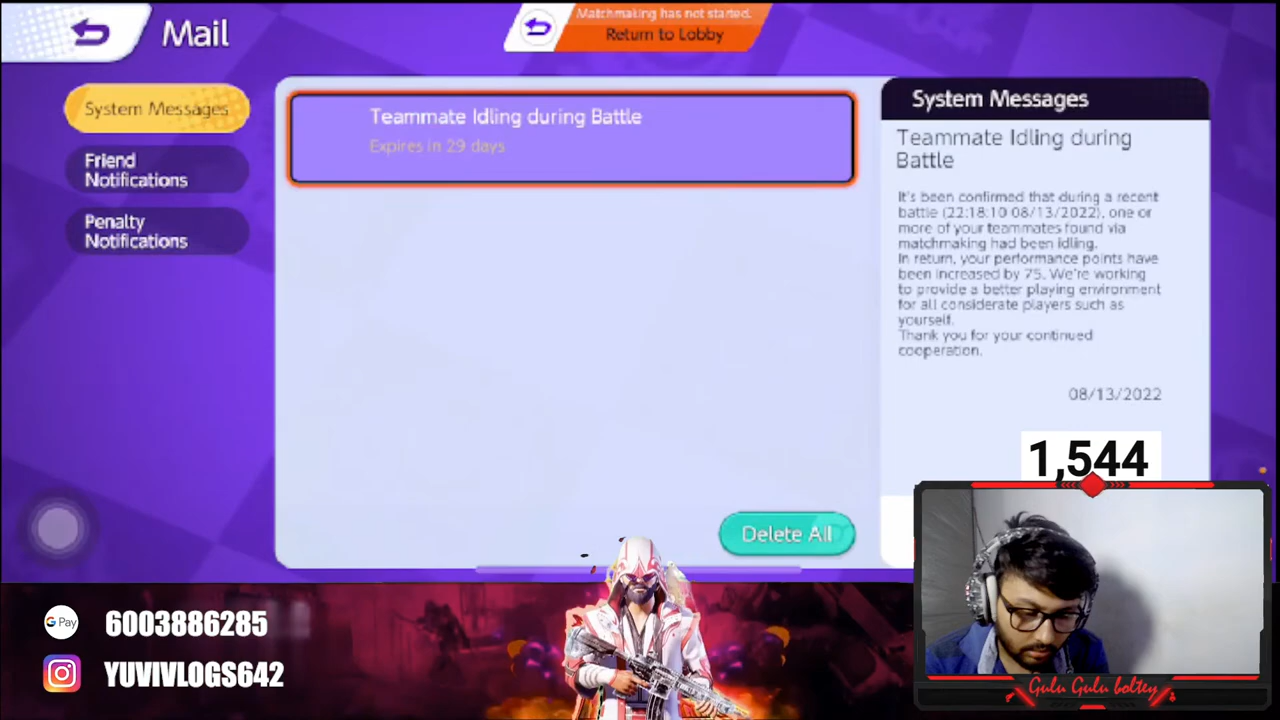 Mail
Matchmaking has not started.
Return to Lobby
System Messages
Friend
Notifications
Penalty
Notifications
Teammate Idling during Battle
Expires in 29 days
Delete All
System Messages
Teammate Idling during
Battle
It's been confirmed that during a recent
battle (22:18:10 08/13/2022), one or
more of your teammates found via
matchmaking had been idling.
In return, your performance points have
been increased by 75. We're working
to provide a better playing environment
for all considerate players such as
yourself.
Thank you for your continued
cooperation.
08/13/2022
1,544
G Pay
6003886285
YUVIVLOGS642
Gulu Gulu boltey